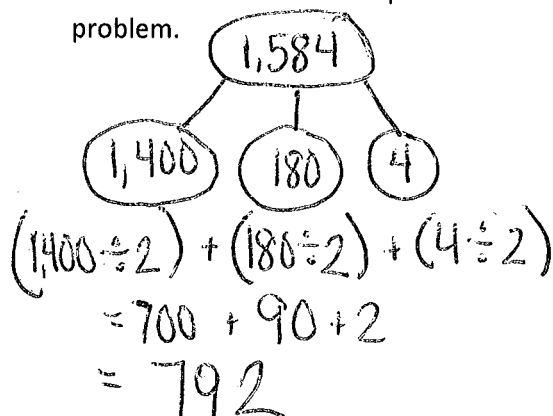 problem.
1,584
1,400 180 4
(1,400÷2) + (180÷2) + (4÷2)
= 700 + 90 + 2
= 792